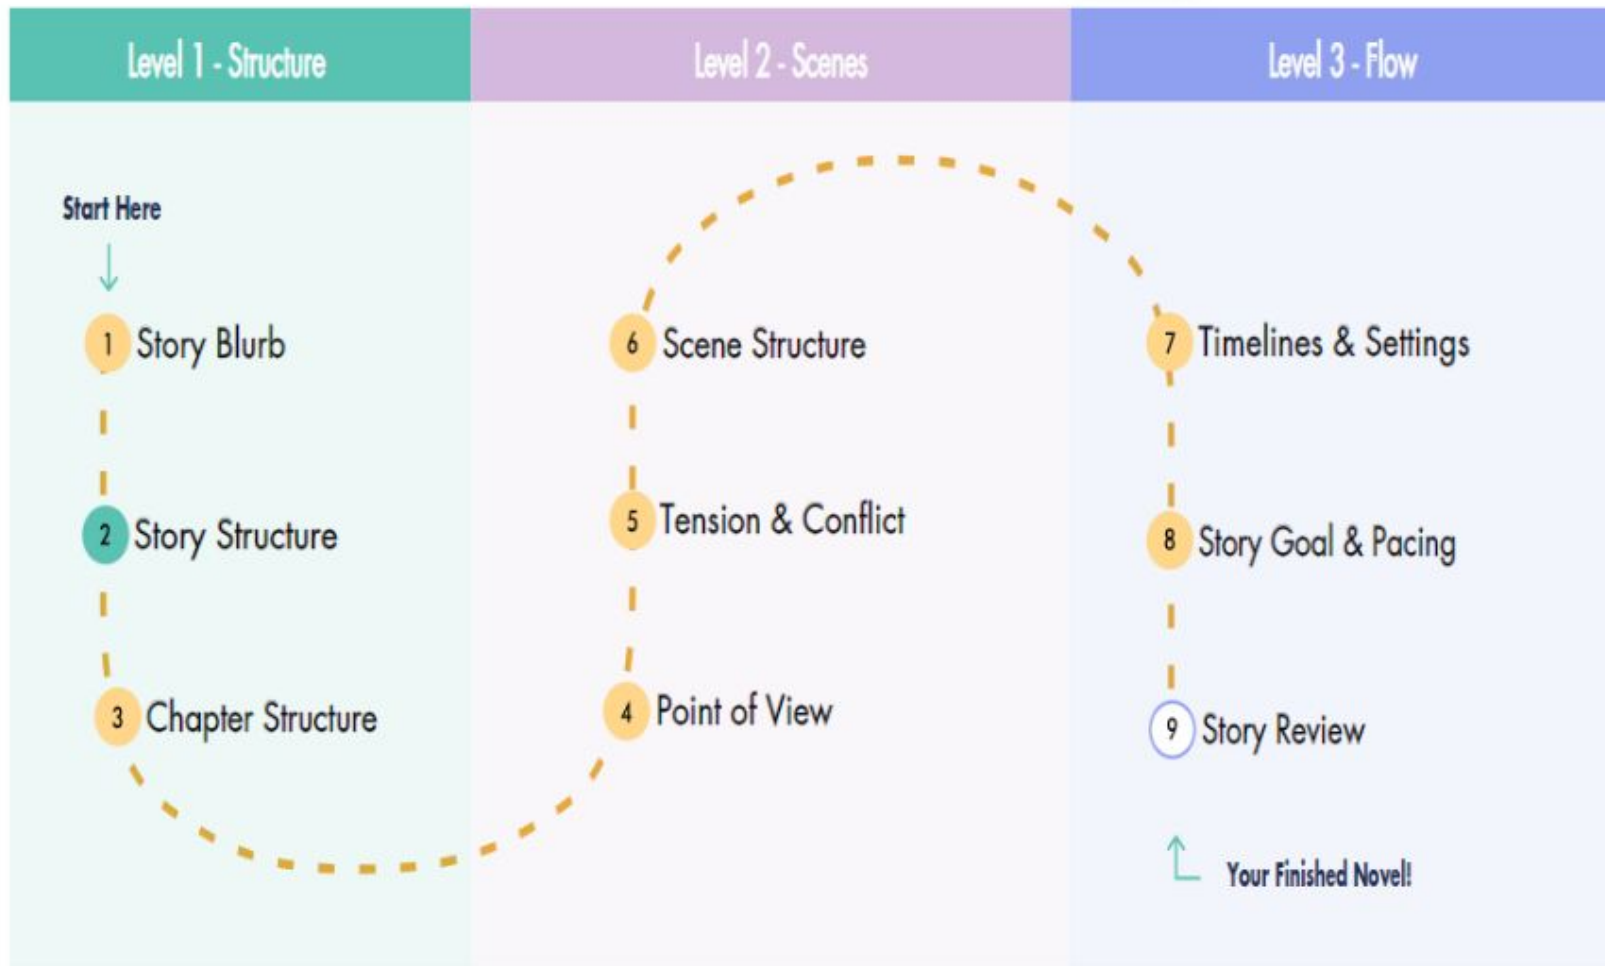 Level 1 - Structure
Level 2 - Scenes
Level 3 - Flow
Start Here
1 Story Blurb
2 Story Structure
3 Chapter Structure
4 Point of View
5 Tension & Conflict
6 Scene Structure
7 Timelines & Settings
8 Story Goal & Pacing
9 Story Review
Your Finished Novel!